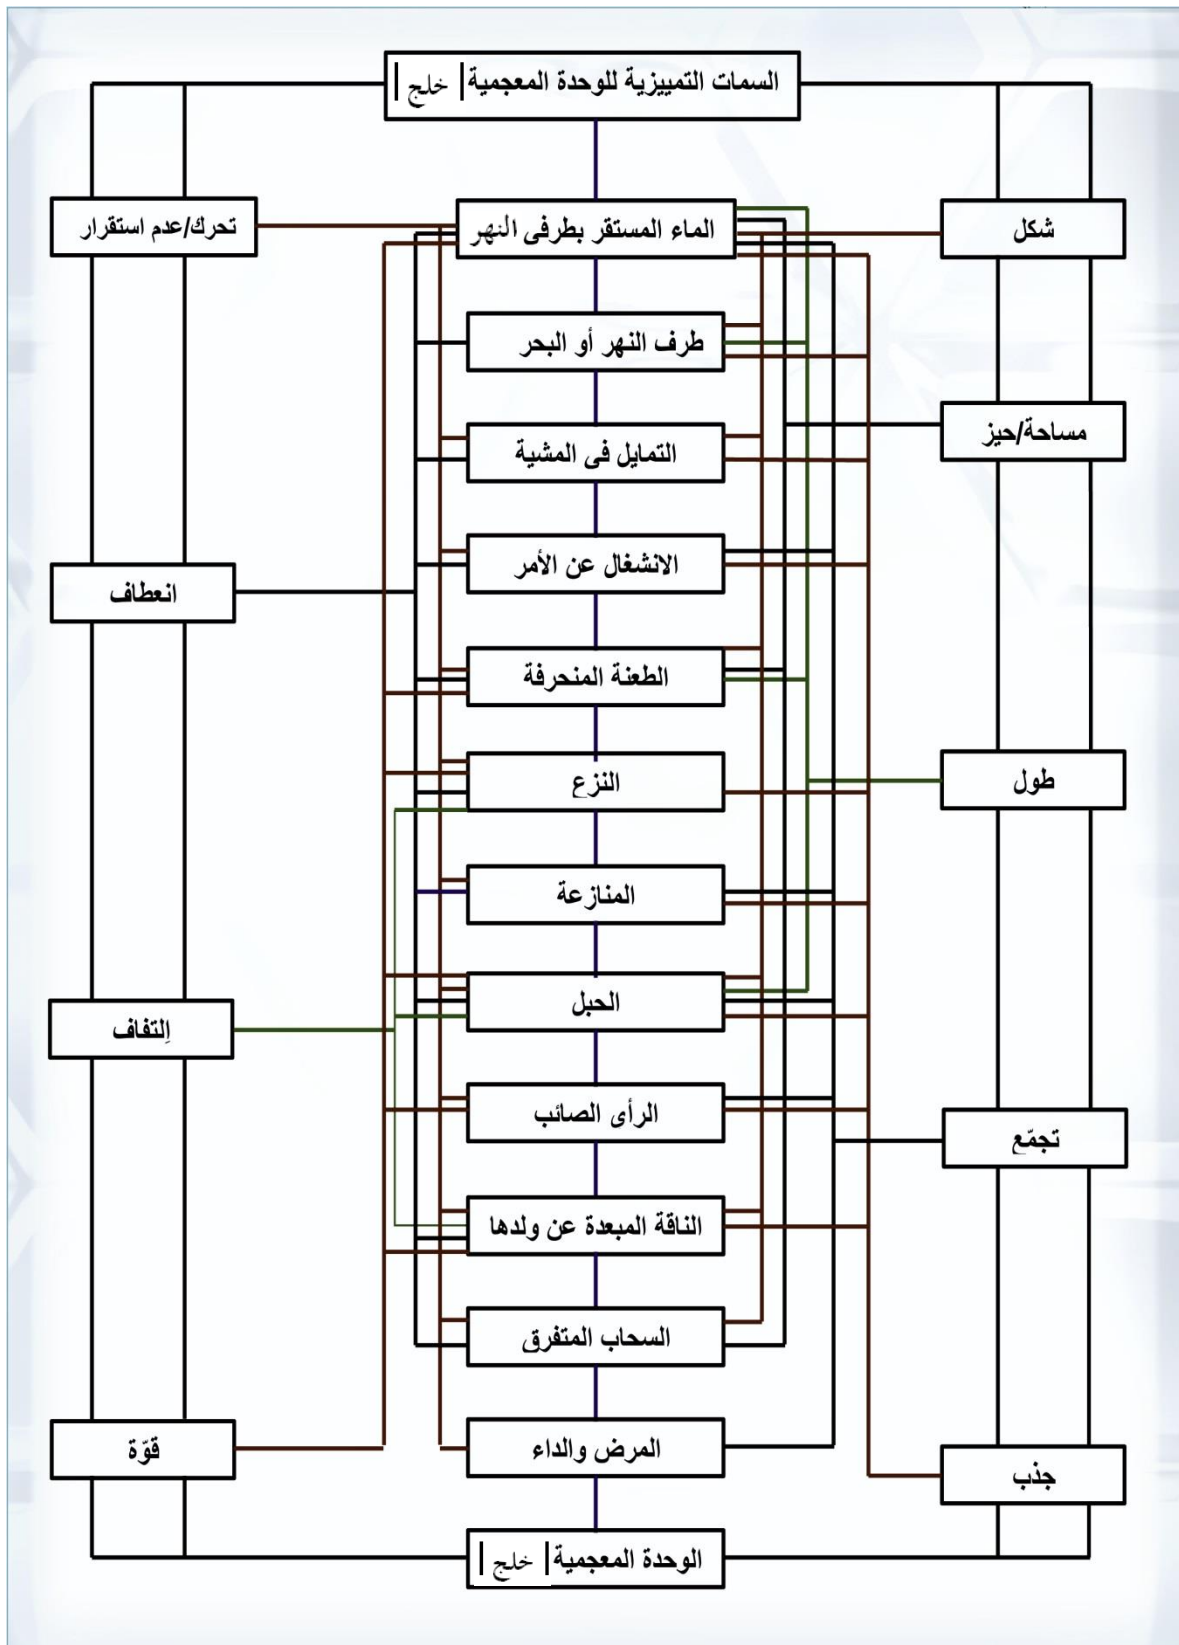 السمات التمييزية للوحدة المعجمية | خلج |
شكل
الماء المستقر بطرفى النهر
تحرك/عدم استقرار
طرف النهر أو البحر
مساحة/حيز
التمايل فى المشية
الانشغال عن الأمر
انعطاف
الطعنة المنحرفة
طول
النزع
المنازعة
الحبل
اِلتفاف
الرأى الصائب
تجمّع
الناقة المبعدة عن ولدها
السحاب المتفرق
المرض والداء
قوّة
جذب
الوحدة المعجمية | خلج |